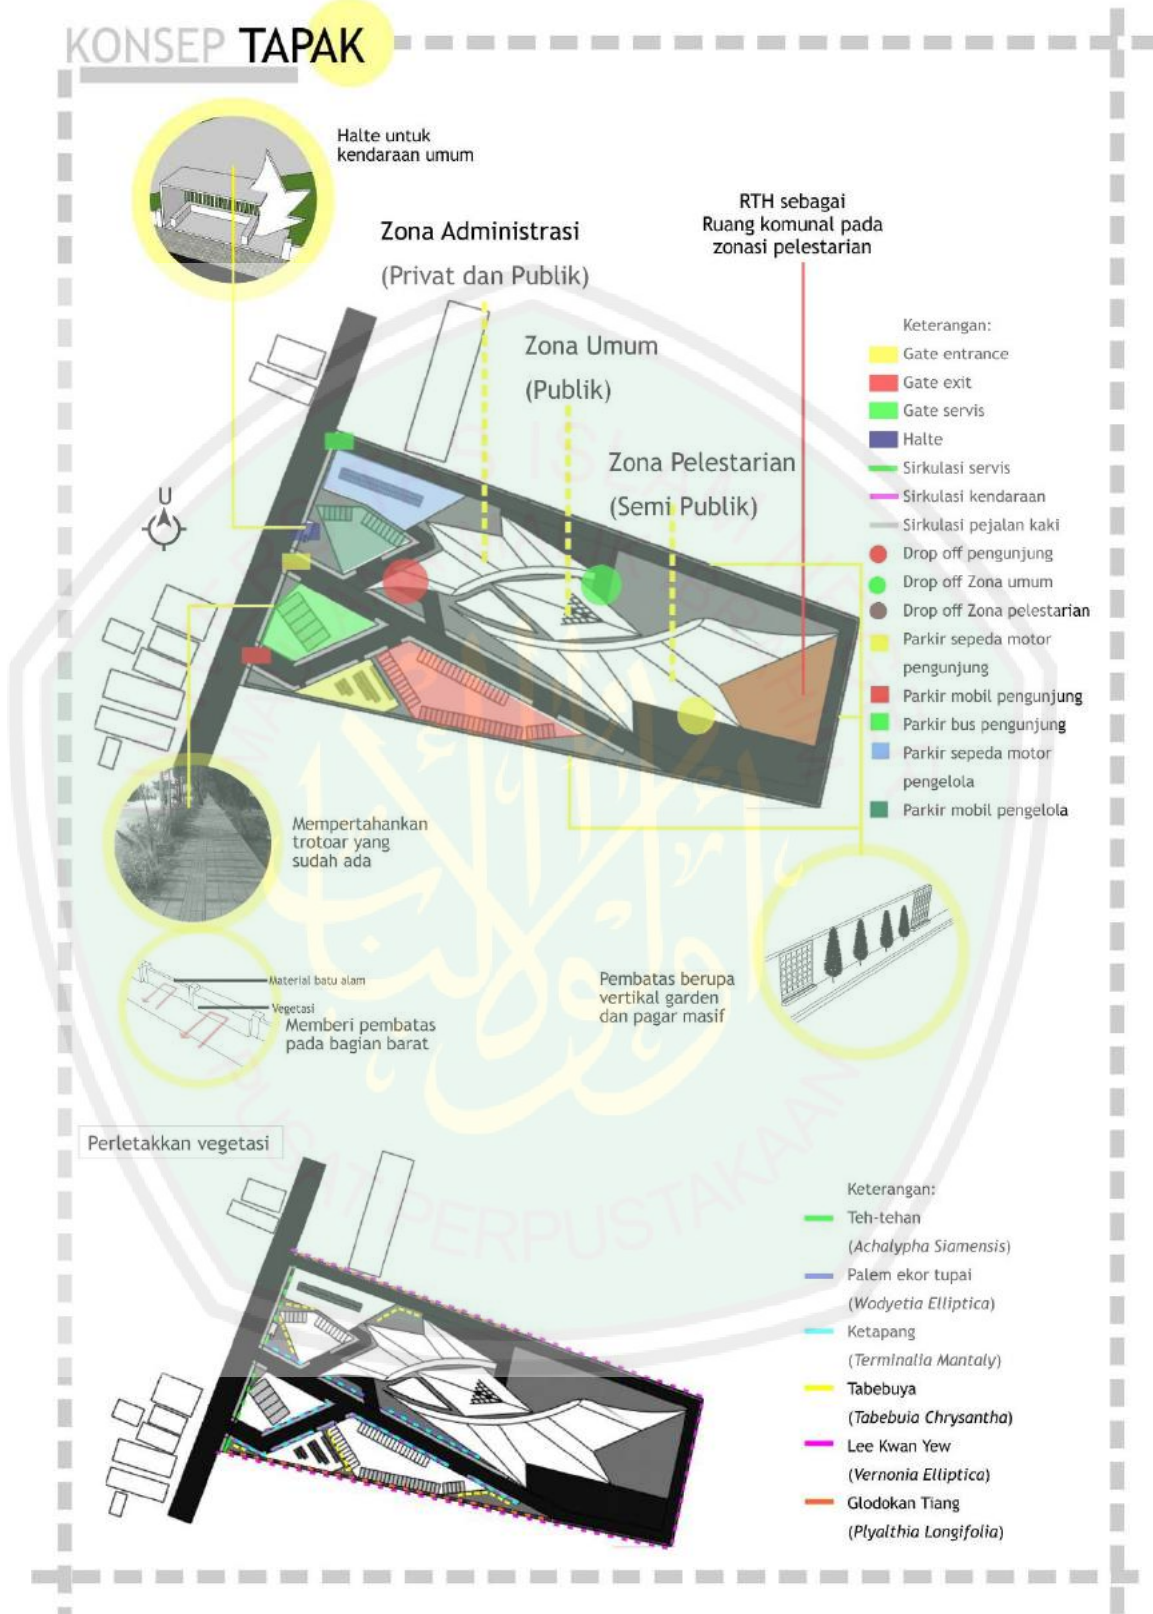 KONSEP TAPAK
Halte untuk
kendaraan umum
RTH sebagai
Ruang komunal pada
zonasi pelestarian
Zona Administrasi
(Privat dan Publik)
Zona Umum
(Publik)
Zona Pelestarian
(Semi Publik)
U
Keterangan:
Gate entrance
Gate exit
Gate servis
Halte
Sirkulasi servis
Sirkulasi kendaraan
Sirkulasi pejalan kaki
Drop off pengunjung
Drop off Zona umum
Drop off Zona pelestarian
Parkir sepeda motor
pengunjung
Parkir mobil pengunjung
Parkir bus pengunjung
Parkir sepeda motor
pengelola
Parkir mobil pengelola
Mempertahankan
trotoar yang
sudah ada
Material batu alam
Vegetasi
Memberi pembatas
pada bagian barat
Pembatas berupa
vertikal garden
dan pagar masif
PUSAT PERPUSTAKAAN
Perletakkan vegetasi
Keterangan:
Teh-tehan
(Achalypha Siamensis)
Palem ekor tupai
(Wodyetia Elliptica)
Ketapang
(Terminalia Mantaly)
Tabebuya
(Tabebuia Chrysantha)
Lee Kwan Yew
(Vernonia Elliptica)
Glodokan Tiang
(Plyalthia Longifolia)